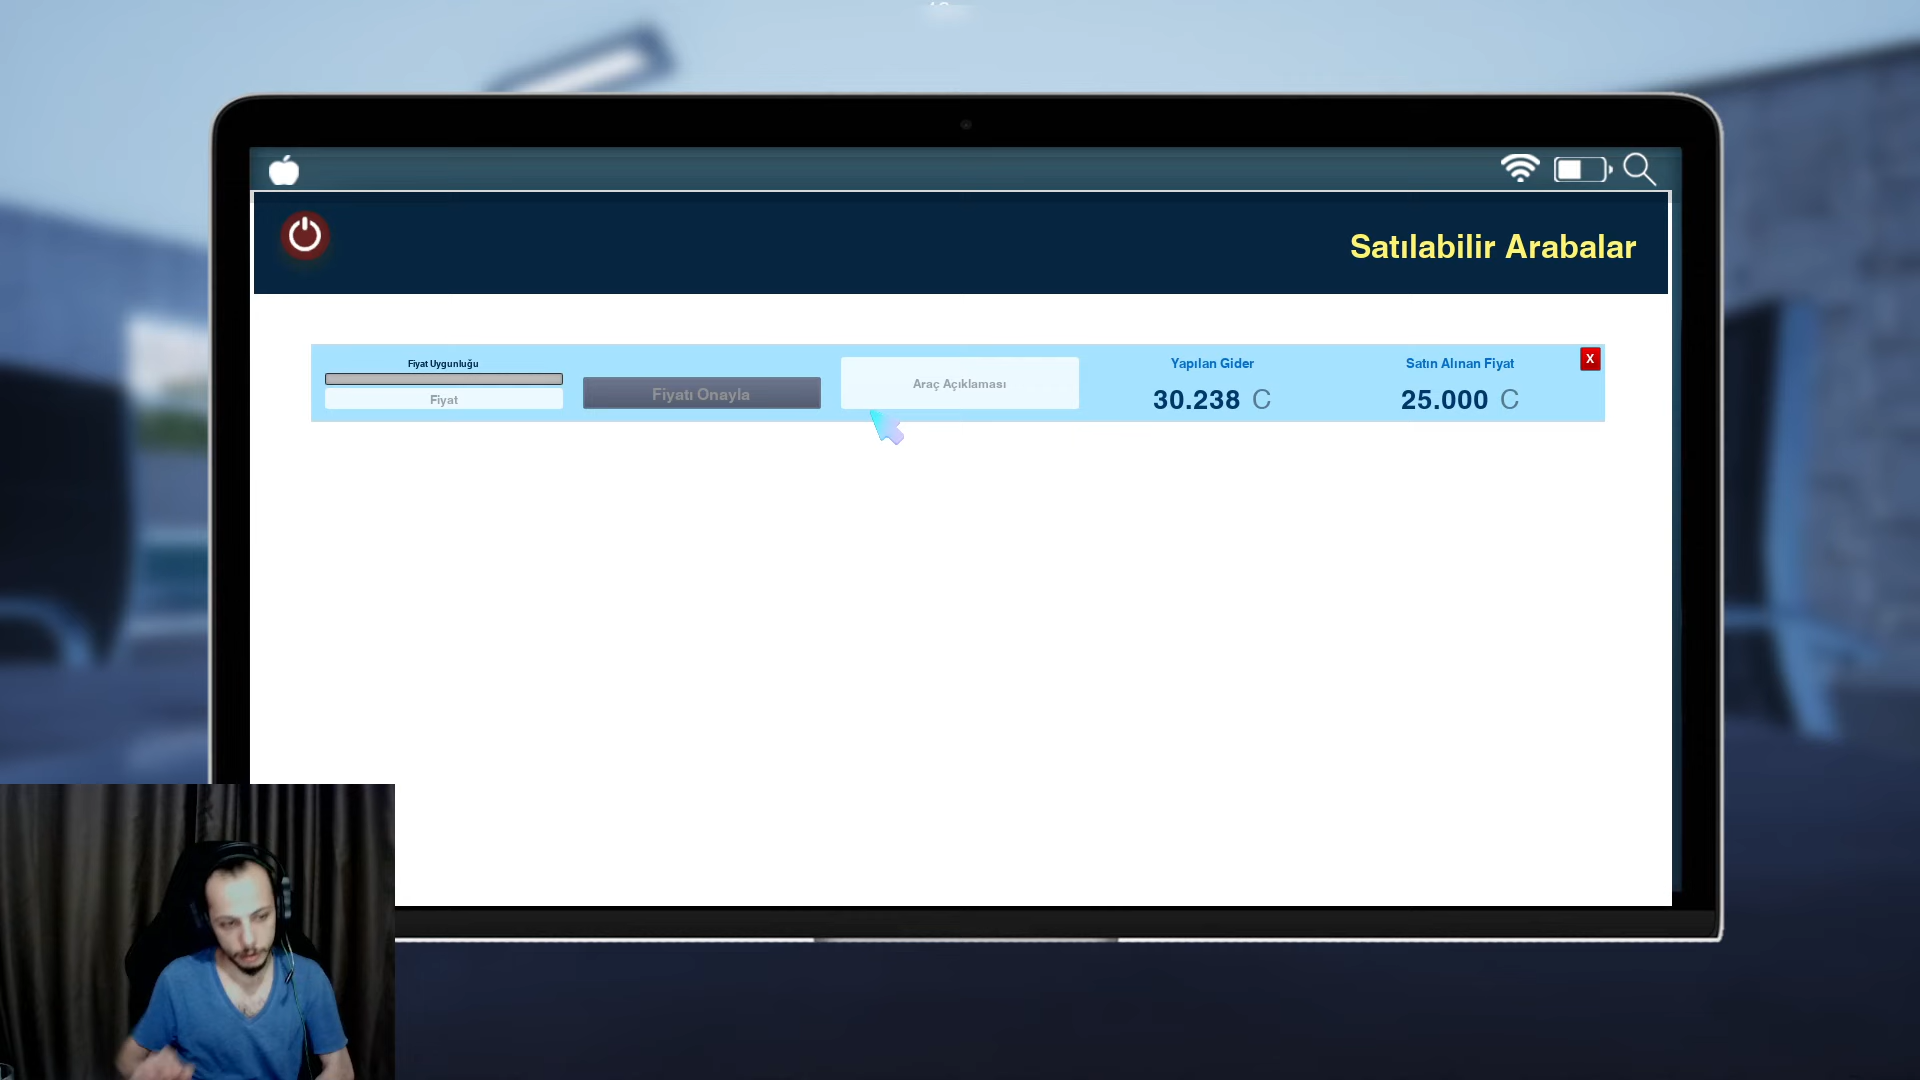 Satılabilir Arabalar
Fiyat Uygunluğu
Fiyat
Fiyatı Onayla
Araç Açıklaması
Yapılan Gider
30.238 C
Satın Alınan Fiyat
25.000 C
X